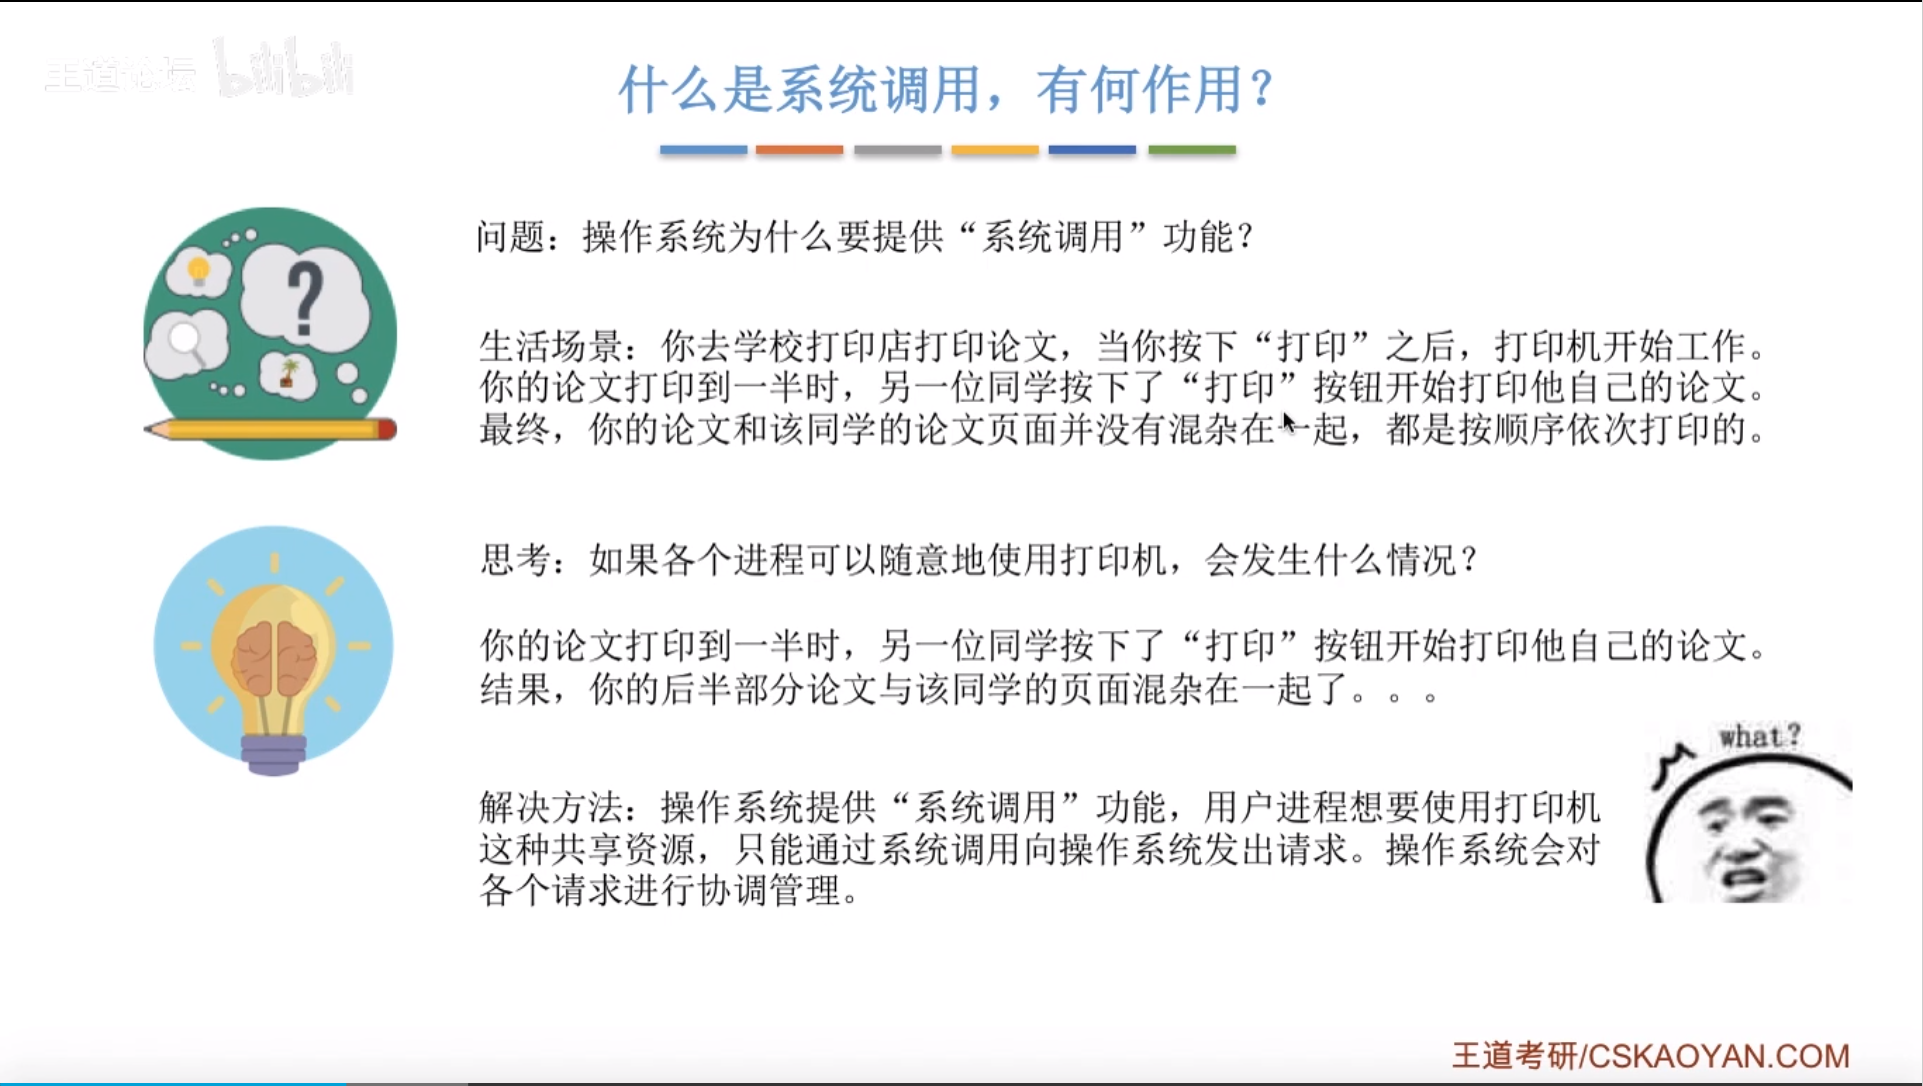 王道论坛 bilibili
什么是系统调用，有何作用？
问题：操作系统为什么要提供“系统调用”功能？
生活场景：你去学校打印店打印论文，当你按下“打印”之后，打印机开始工作。
你的论文打印到一半时，另一位同学按下了“打印”按钮开始打印他自己的论文。
最终，你的论文和该同学的论文页面并没有混杂在一起，都是按顺序依次打印的。
思考：如果各个进程可以随意地使用打印机，会发生什么情况？
你的论文打印到一半时，另一位同学按下了“打印”按钮开始打印他自己的论文。
结果，你的后半部分论文与该同学的页面混杂在一起了。。。
what？
解决方法：操作系统提供“系统调用”功能，用户进程想要使用打印机
这种共享资源，只能通过系统调用向操作系统发出请求。操作系统会对
各个请求进行协调管理。
王道考研/CSKAOYAN.COM